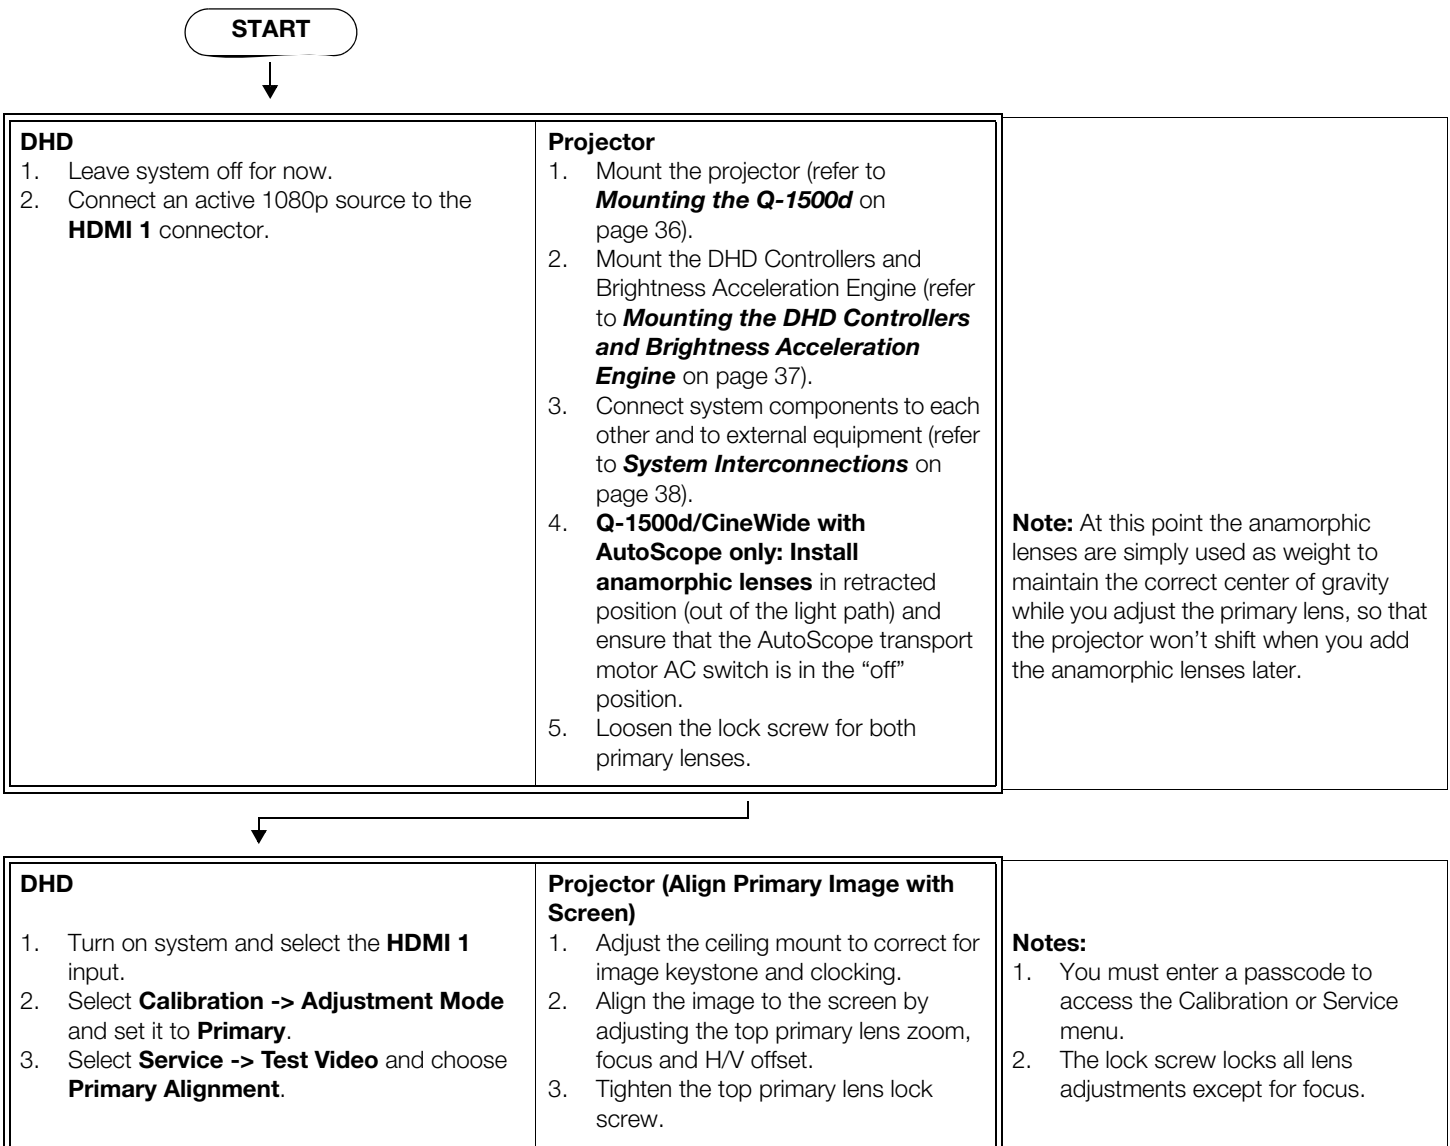 START
DHD
1. Leave system off for now.
2. Connect an active 1080p source to the
HDMI 1 connector.
Projector
1. Mount the projector (refer to
Mounting the Q-1500d on
page 36).
2. Mount the DHD Controllers and
Brightness Acceleration Engine (refer
to Mounting the DHD Controllers
and Brightness Acceleration
Engine on page 37).
3. Connect system components to each
other and to external equipment (refer
to System Interconnections on
page 38).
4. Q-1500d/CineWide with
AutoScope only: Install
anamorphic lenses in retracted
position (out of the light path) and
ensure that the AutoScope transport
motor AC switch is in the “off”
position.
5. Loosen the lock screw for both
primary lenses.
Note: At this point the anamorphic
lenses are simply used as weight to
maintain the correct center of gravity
while you adjust the primary lens, so that
the projector won’t shift when you add
the anamorphic lenses later.
DHD
1. Turn on system and select the HDMI 1
input.
2. Select Calibration -> Adjustment Mode
and set it to Primary.
3. Select Service -> Test Video and choose
Primary Alignment.
Projector (Align Primary Image with
Screen)
1. Adjust the ceiling mount to correct for
image keystone and clocking.
2. Align the image to the screen by
adjusting the top primary lens zoom,
focus and H/V offset.
3. Tighten the top primary lens lock
screw.
Notes:
1. You must enter a passcode to
access the Calibration or Service
menu.
2. The lock screw locks all lens
adjustments except for focus.